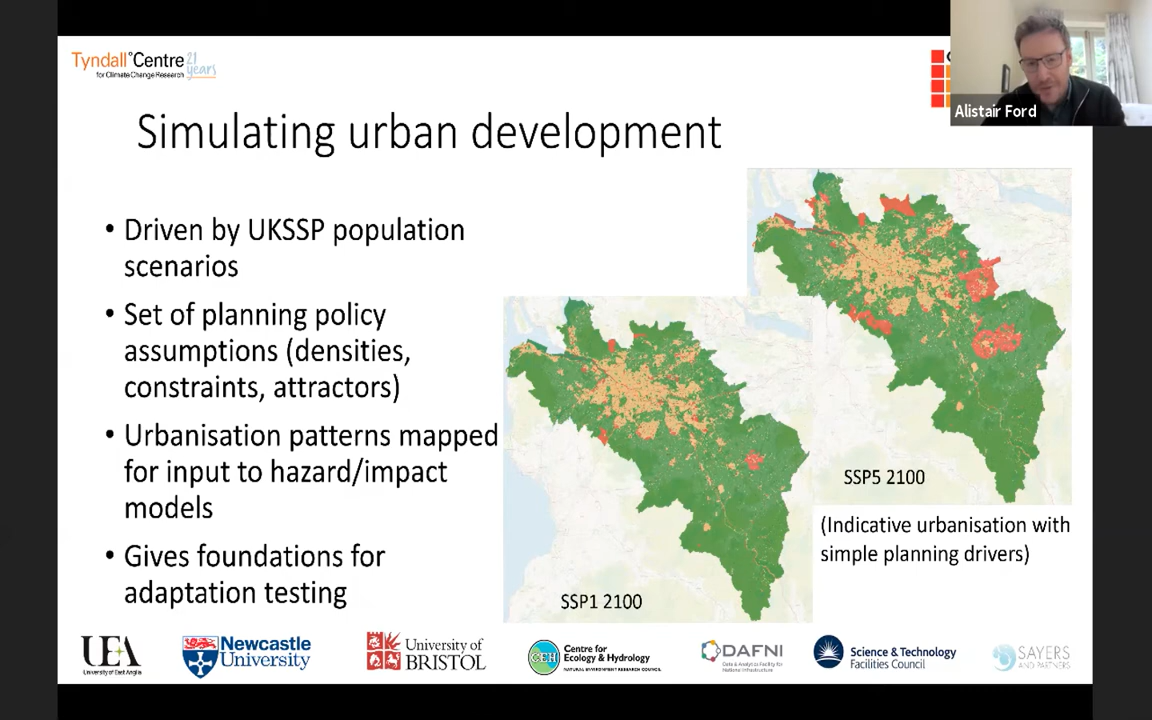 Tyndall°Centre
for Climate Change Research
21
years
Alistair Ford
Simulating urban development
• Driven by UKSSP population
scenarios
• Set of planning policy
assumptions (densities,
constraints, attractors)
• Urbanisation patterns mapped
for input to hazard/impact
models
• Gives foundations for
adaptation testing
SSP1 2100
SSP5 2100
(Indicative urbanisation with
simple planning drivers)
UEA
University of East Anglia
Newcastle
University
University of
BRISTOL
CEH
Centre for
Ecology & Hydrology
NATURAL ENVIRONMENT RESEARCH COUNCIL
DAFNI
Data & Analytics Facility for
National Infrastructure
Science & Technology
Facilities Council
SAYERS
AND PARTNERS